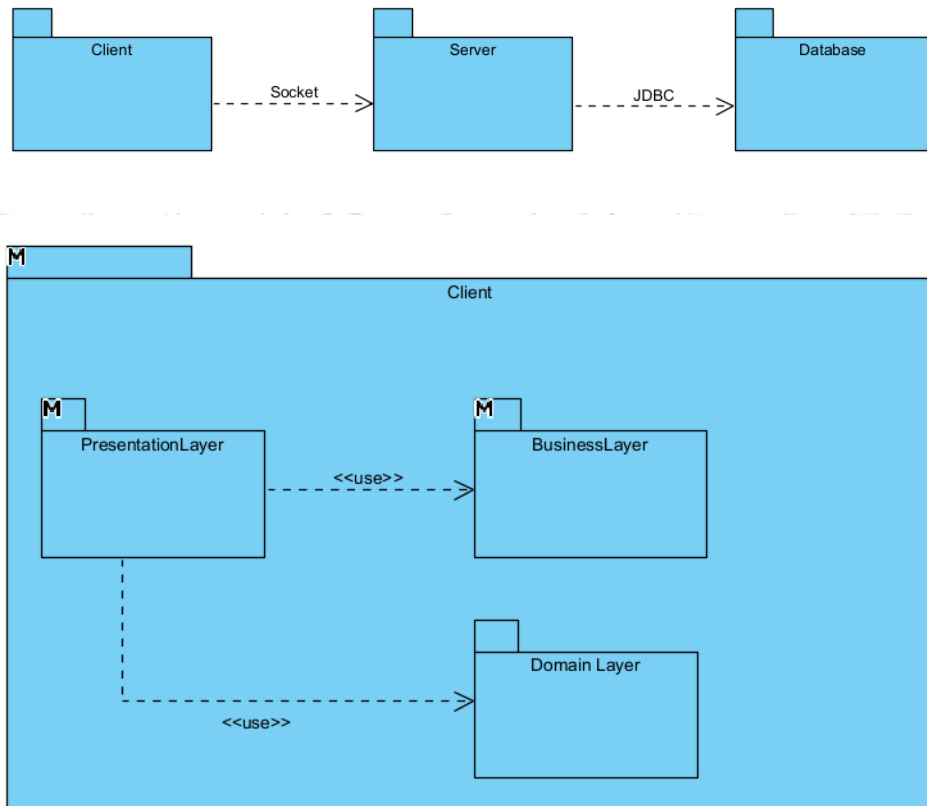 Client
Server
Database
Socket
JDBC
M
Client
M
M
PresentationLayer
BusinessLayer
<<use>>
Domain Layer
<<use>>